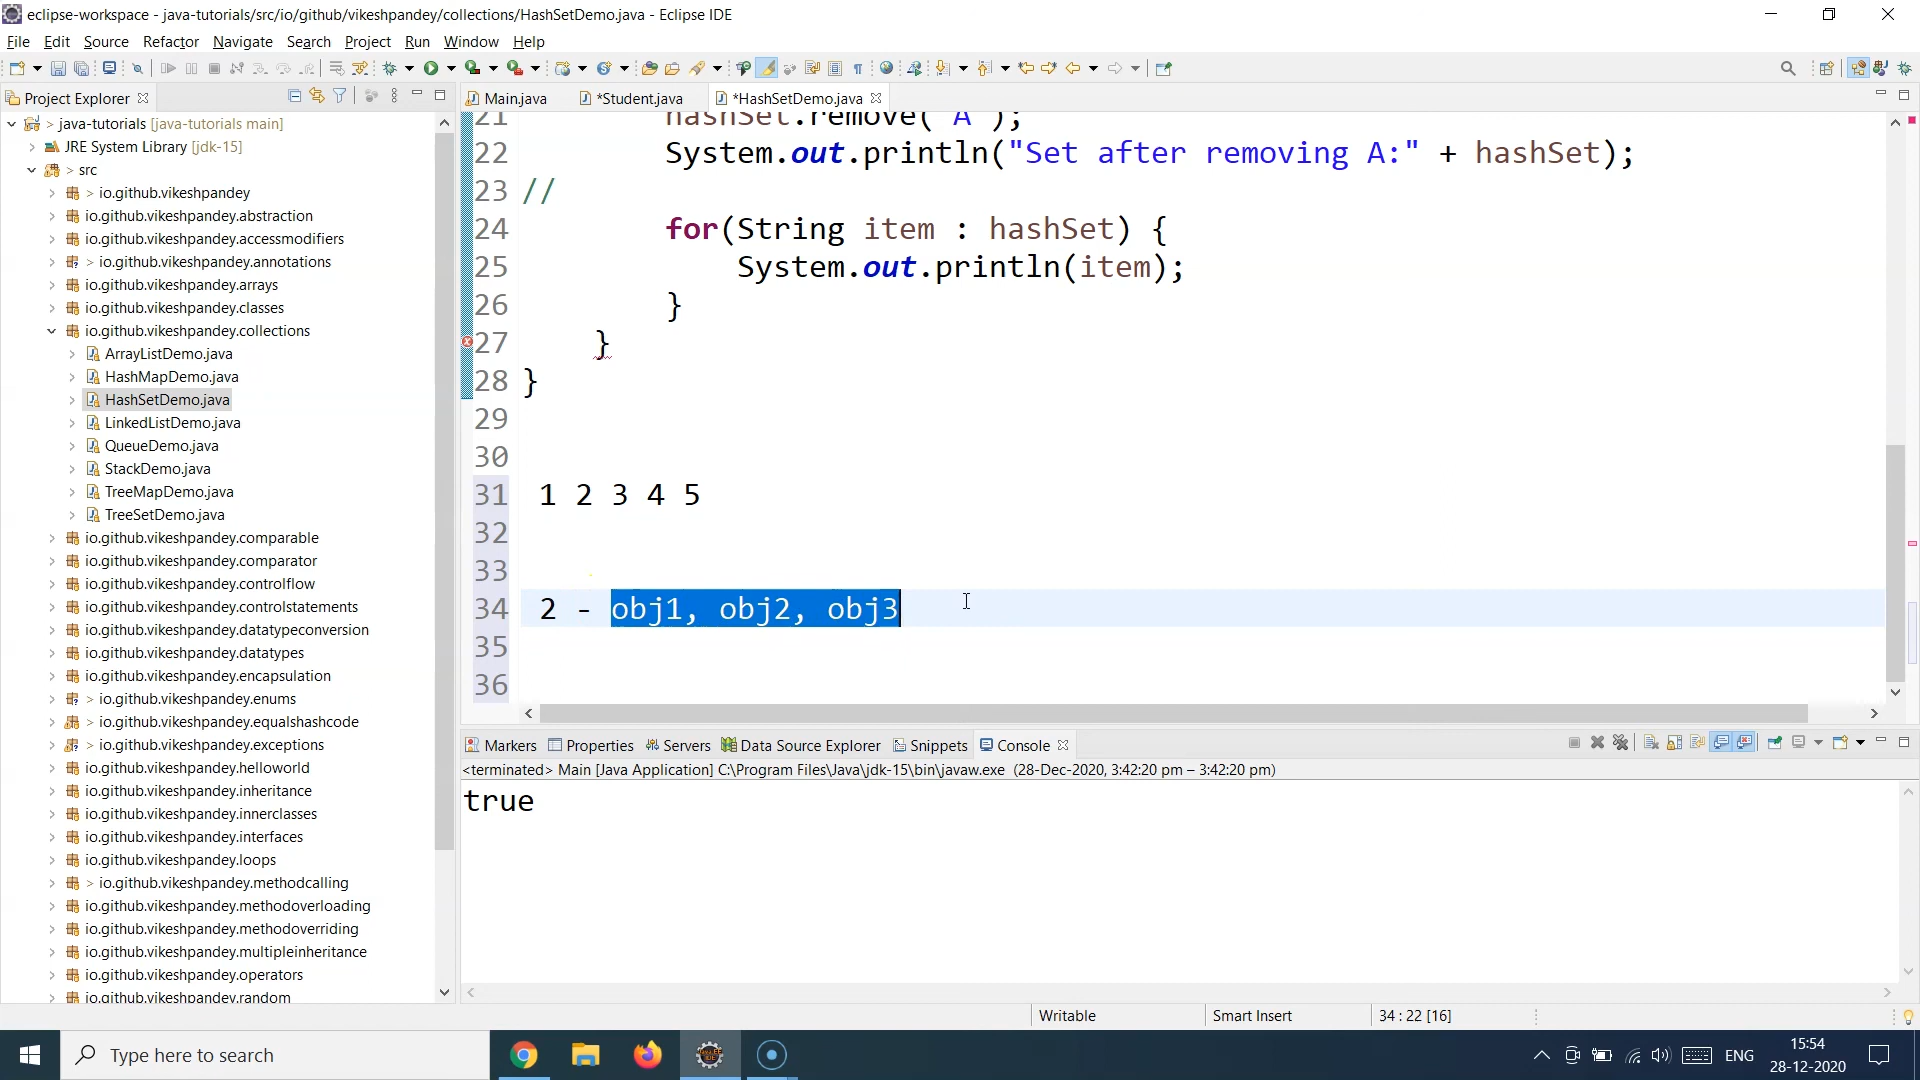 eclipse-workspace - java-tutorials/src/io/github/vikeshpandey/collections/HashSetDemo.java - Eclipse IDE
File Edit Source Refactor Navigate Search Project Run Window Help
Project Explorer
Main.java *Student.java *HashSetDemo.java
> java-tutorials [java-tutorials main]
JRE System Library [jdk-15]
> src
> io.github.vikeshpandey
io.github.vikeshpandey.abstraction
io.github.vikeshpandey.accessmodifiers
> io.github.vikeshpandey.annotations
io.github.vikeshpandey.arrays
io.github.vikeshpandey.classes
io.github.vikeshpandey.collections
ArrayListDemo.java
HashMapDemo.java
HashSetDemo.java
LinkedListDemo.java
QueueDemo.java
StackDemo.java
TreeMapDemo.java
TreeSetDemo.java
io.github.vikeshpandey.comparable
io.github.vikeshpandey.comparator
io.github.vikeshpandey.controlflow
io.github.vikeshpandey.controlstatements
io.github.vikeshpandey.datatypeconversion
io.github.vikeshpandey.datatypes
io.github.vikeshpandey.encapsulation
> io.github.vikeshpandey.enums
> io.github.vikeshpandey.equalshashcode
> io.github.vikeshpandey.exceptions
io.github.vikeshpandey.helloworld
io.github.vikeshpandey.inheritance
io.github.vikeshpandey.innerclasses
io.github.vikeshpandey.interfaces
io.github.vikeshpandey.loops
> io.github.vikeshpandey.methodcalling
io.github.vikeshpandey.methodoverloading
io.github.vikeshpandey.methodoverriding
io.github.vikeshpandey.multipleinheritance
io.github.vikeshpandey.operators
io.github.vikeshpandey.random
21 hashSet.remove("A");
22 System.out.println("Set after removing A:" + hashSet);
23 //
24 for(String item : hashSet) {
25 System.out.println(item);
26 }
27 }
28 }
29
30
31 1 2 3 4 5
32
33
34 2 - obj1, obj2, obj3
35
36
Markers Properties Servers Data Source Explorer Snippets Console
<terminated> Main [Java Application] C:\Program Files\Java\jdk-15\bin\javaw.exe (28-Dec-2020, 3:42:20 pm – 3:42:20 pm)
true
Writable Smart Insert 34 : 22 [16]
Type here to search
ENG 15:54
28-12-2020